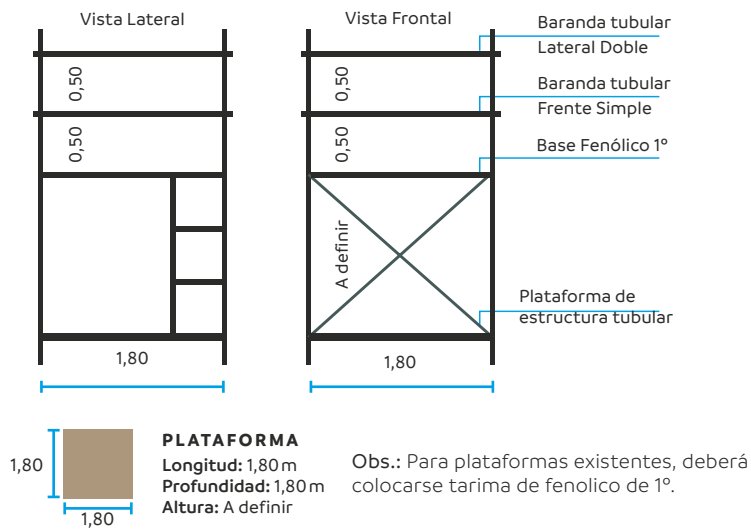 Vista Lateral
0,50
0,50
1,80
Vista Frontal
0,50
0,50
A definir
1,80
Baranda tubular
Lateral Doble
Baranda tubular
Frente Simple
Base Fenólico 1°
Plataforma de
estructura tubular
1,80
1,80
PLATAFORMA
Longitud: 1,80 m
Profundidad: 1,80 m
Altura: A definir
Obs.: Para plataformas existentes, deberá
colocarse tarima de fenolico de 1°.